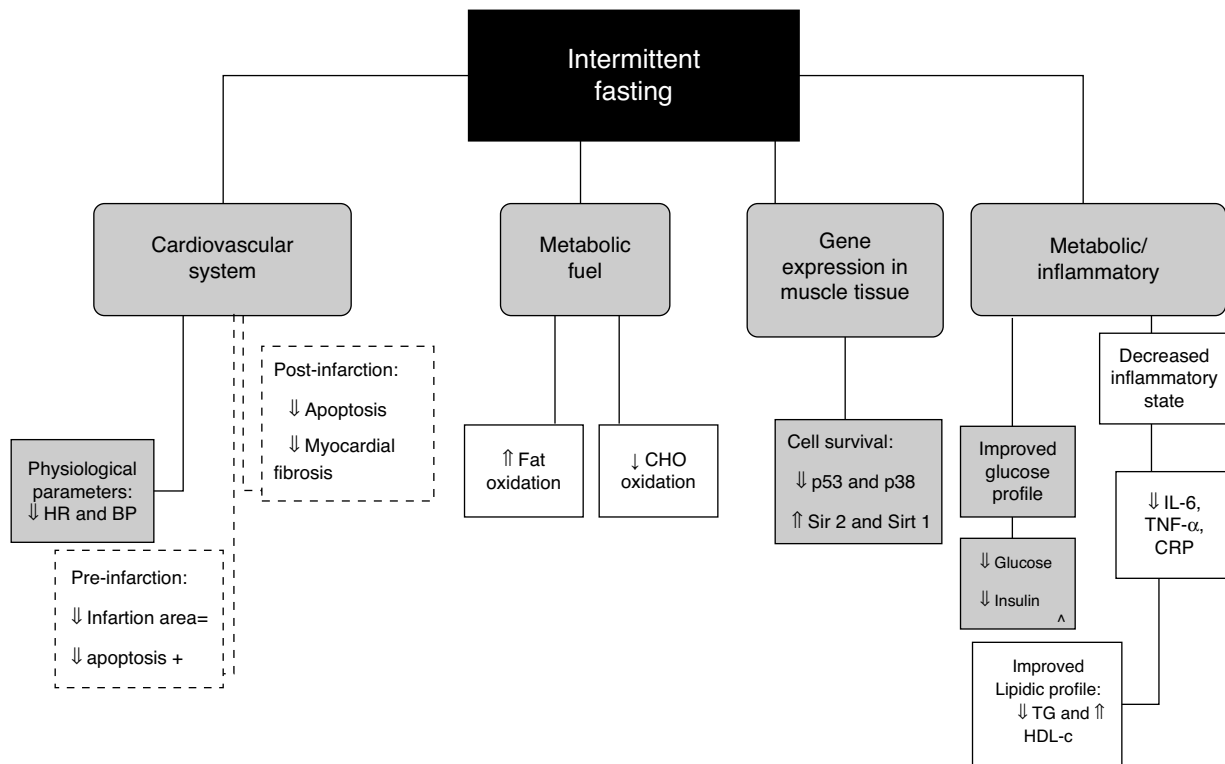 Intermittent
fasting
Cardiovascular
system
Metabolic
fuel
Gene
expression in
muscle tissue
Metabolic/
inflammatory
Physiological
parameters:
⇓ HR and BP
Pre-infarction:
⇓ Infartion area=
⇓ apoptosis +
Post-infarction:
⇓ Apoptosis
⇓ Myocardial
fibrosis
⇑ Fat
oxidation
↓ CHO
oxidation
Cell survival:
⇓ p53 and p38
⇑ Sir 2 and Sirt 1
Improved
glucose
profile
⇓ Glucose
⇓ Insulin
^
Decreased
inflammatory
state
⇓ IL-6,
TNF-α,
CRP
Improved
Lipidic profile:
⇓ TG and ⇑
HDL-c